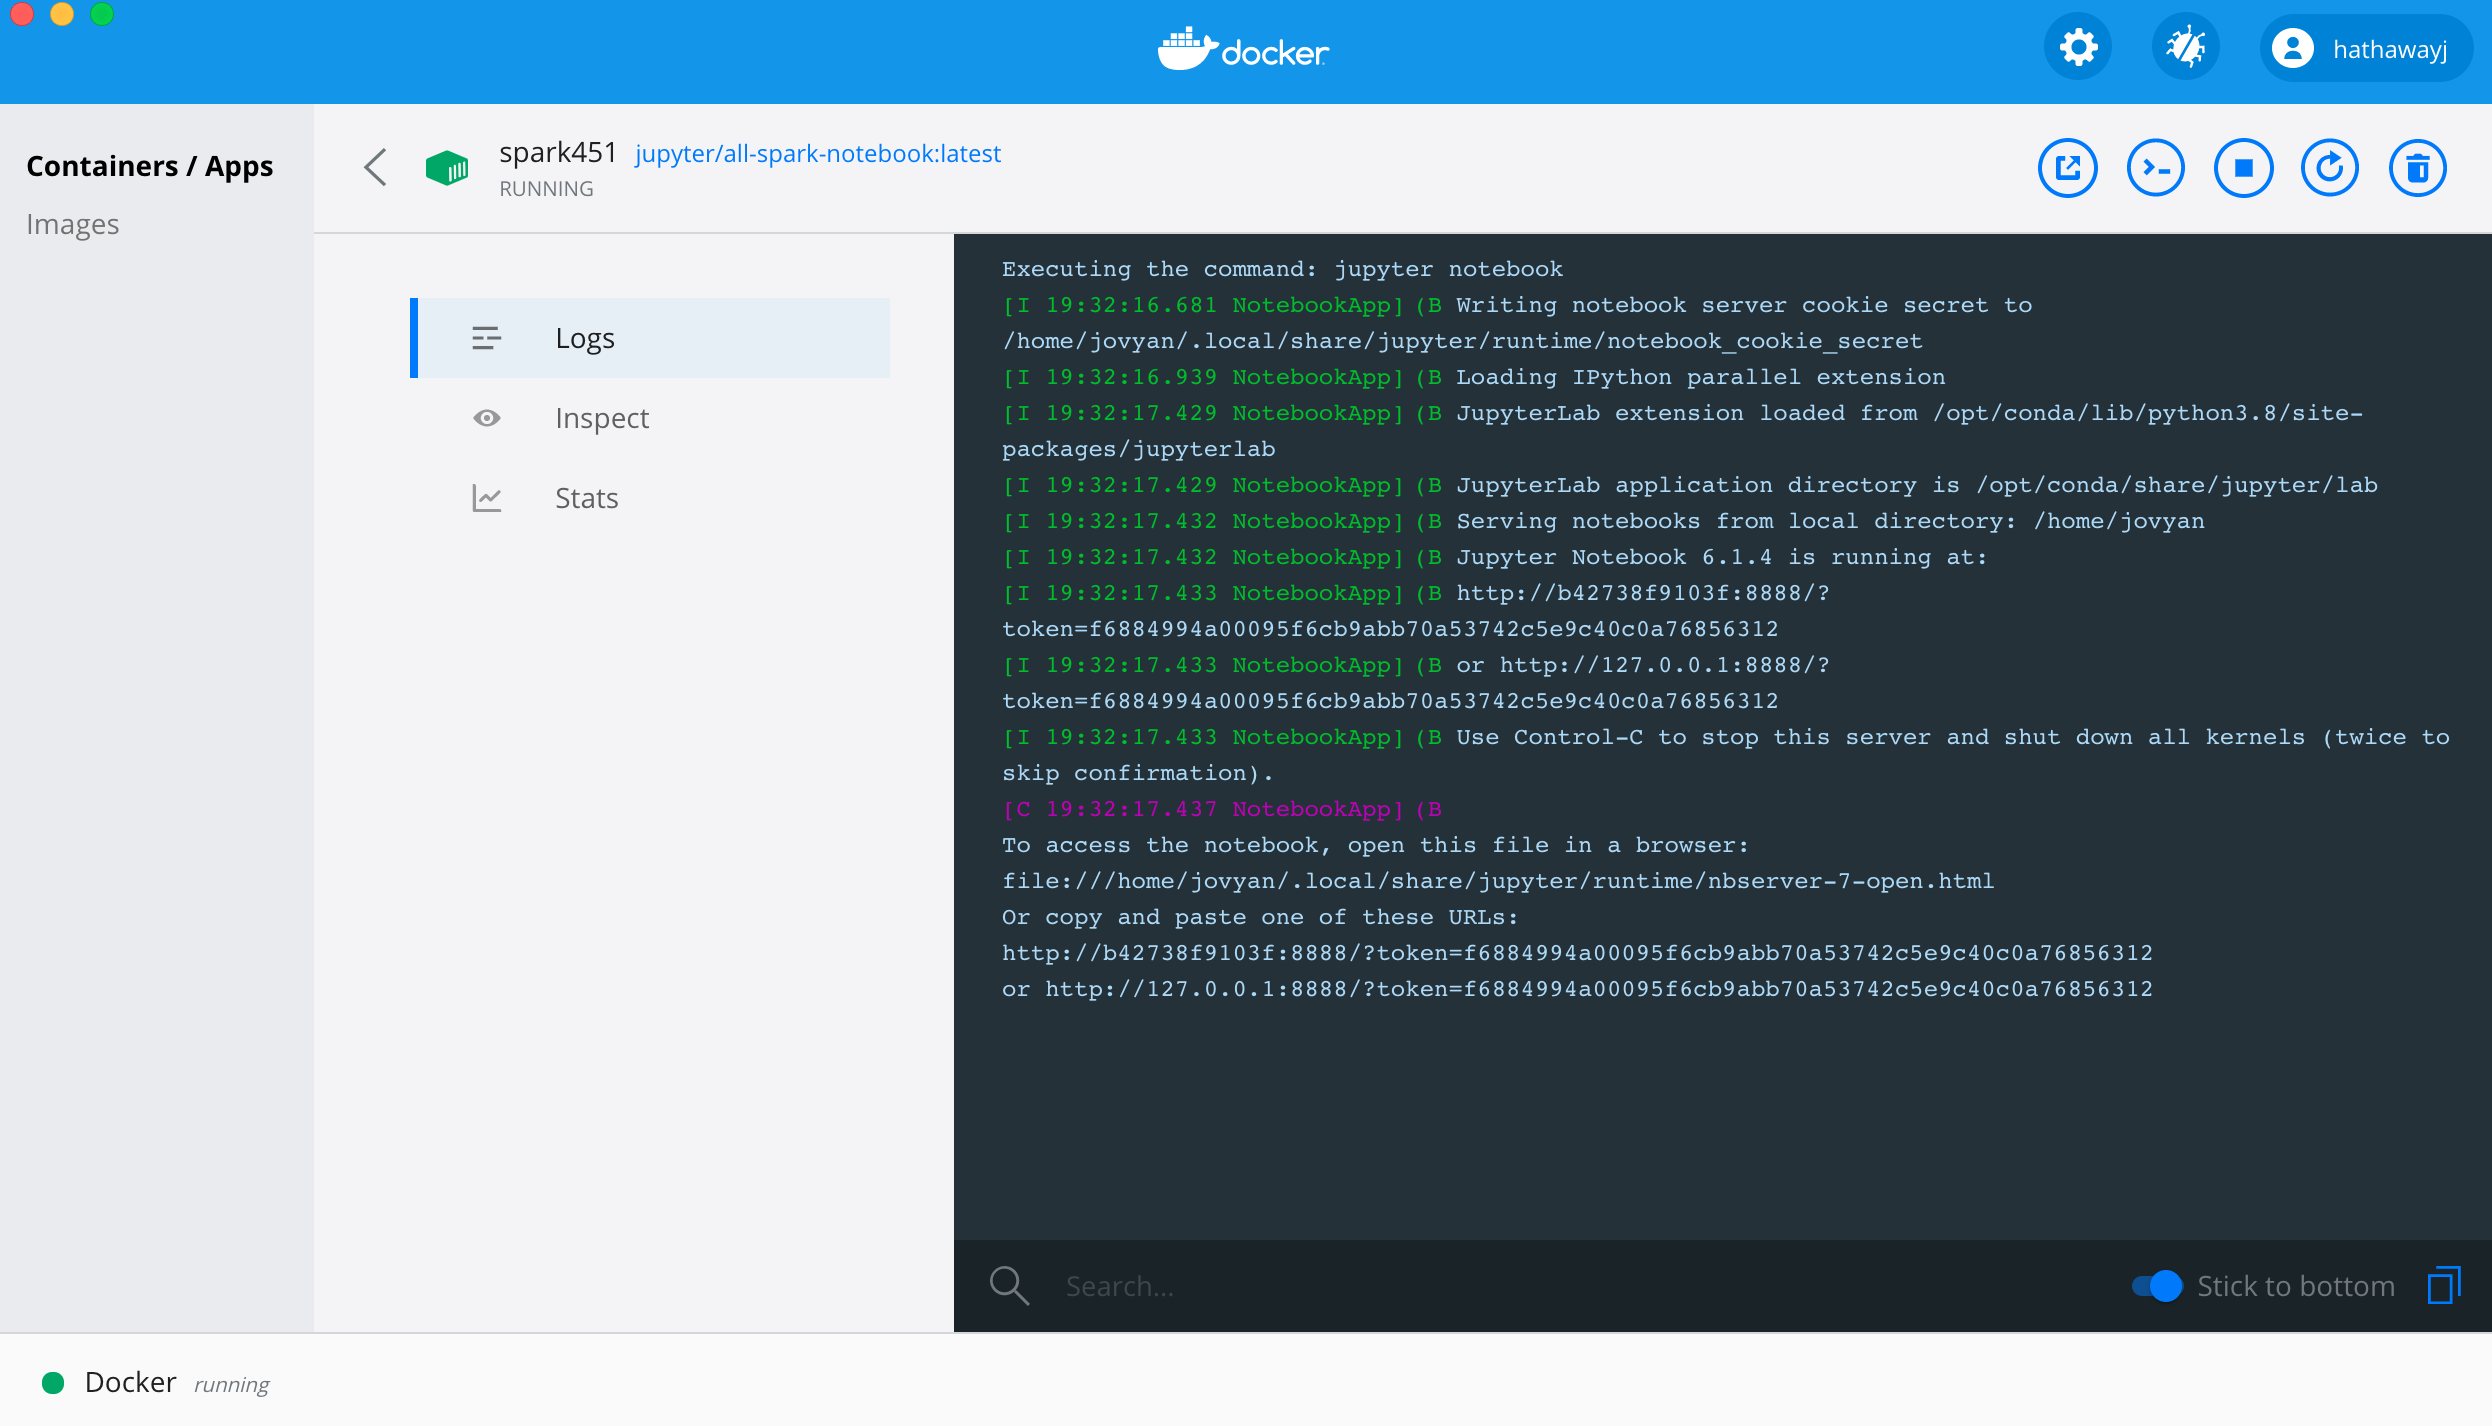 docker
hathawayj
Containers / Apps
Images
spark451 jupyter/all-spark-notebook:latest
RUNNING
Logs
Inspect
Stats
Executing the command: jupyter notebook
[I 19:32:16.681 NotebookApp] (B Writing notebook server cookie secret to
/home/jovyan/.local/share/jupyter/runtime/notebook_cookie_secret
[I 19:32:16.939 NotebookApp] (B Loading IPython parallel extension
[I 19:32:17.429 NotebookApp] (B JupyterLab extension loaded from /opt/conda/lib/python3.8/site-
packages/jupyterlab
[I 19:32:17.429 NotebookApp] (B JupyterLab application directory is /opt/conda/share/jupyter/lab
[I 19:32:17.432 NotebookApp] (B Serving notebooks from local directory: /home/jovyan
[I 19:32:17.432 NotebookApp] (B Jupyter Notebook 6.1.4 is running at:
[I 19:32:17.433 NotebookApp] (B http://b42738f9103f:8888/?
token=f6884994a00095f6cb9abb70a53742c5e9c40c0a76856312
[I 19:32:17.433 NotebookApp] (B or http://127.0.0.1:8888/?
token=f6884994a00095f6cb9abb70a53742c5e9c40c0a76856312
[I 19:32:17.433 NotebookApp] (B Use Control-C to stop this server and shut down all kernels (twice to
skip confirmation).
[C 19:32:17.437 NotebookApp] (B
To access the notebook, open this file in a browser:
file:///home/jovyan/.local/share/jupyter/runtime/nbserver-7-open.html
Or copy and paste one of these URLs:
http://b42738f9103f:8888/?token=f6884994a00095f6cb9abb70a53742c5e9c40c0a76856312
or http://127.0.0.1:8888/?token=f6884994a00095f6cb9abb70a53742c5e9c40c0a76856312
Search...
Stick to bottom
Docker running